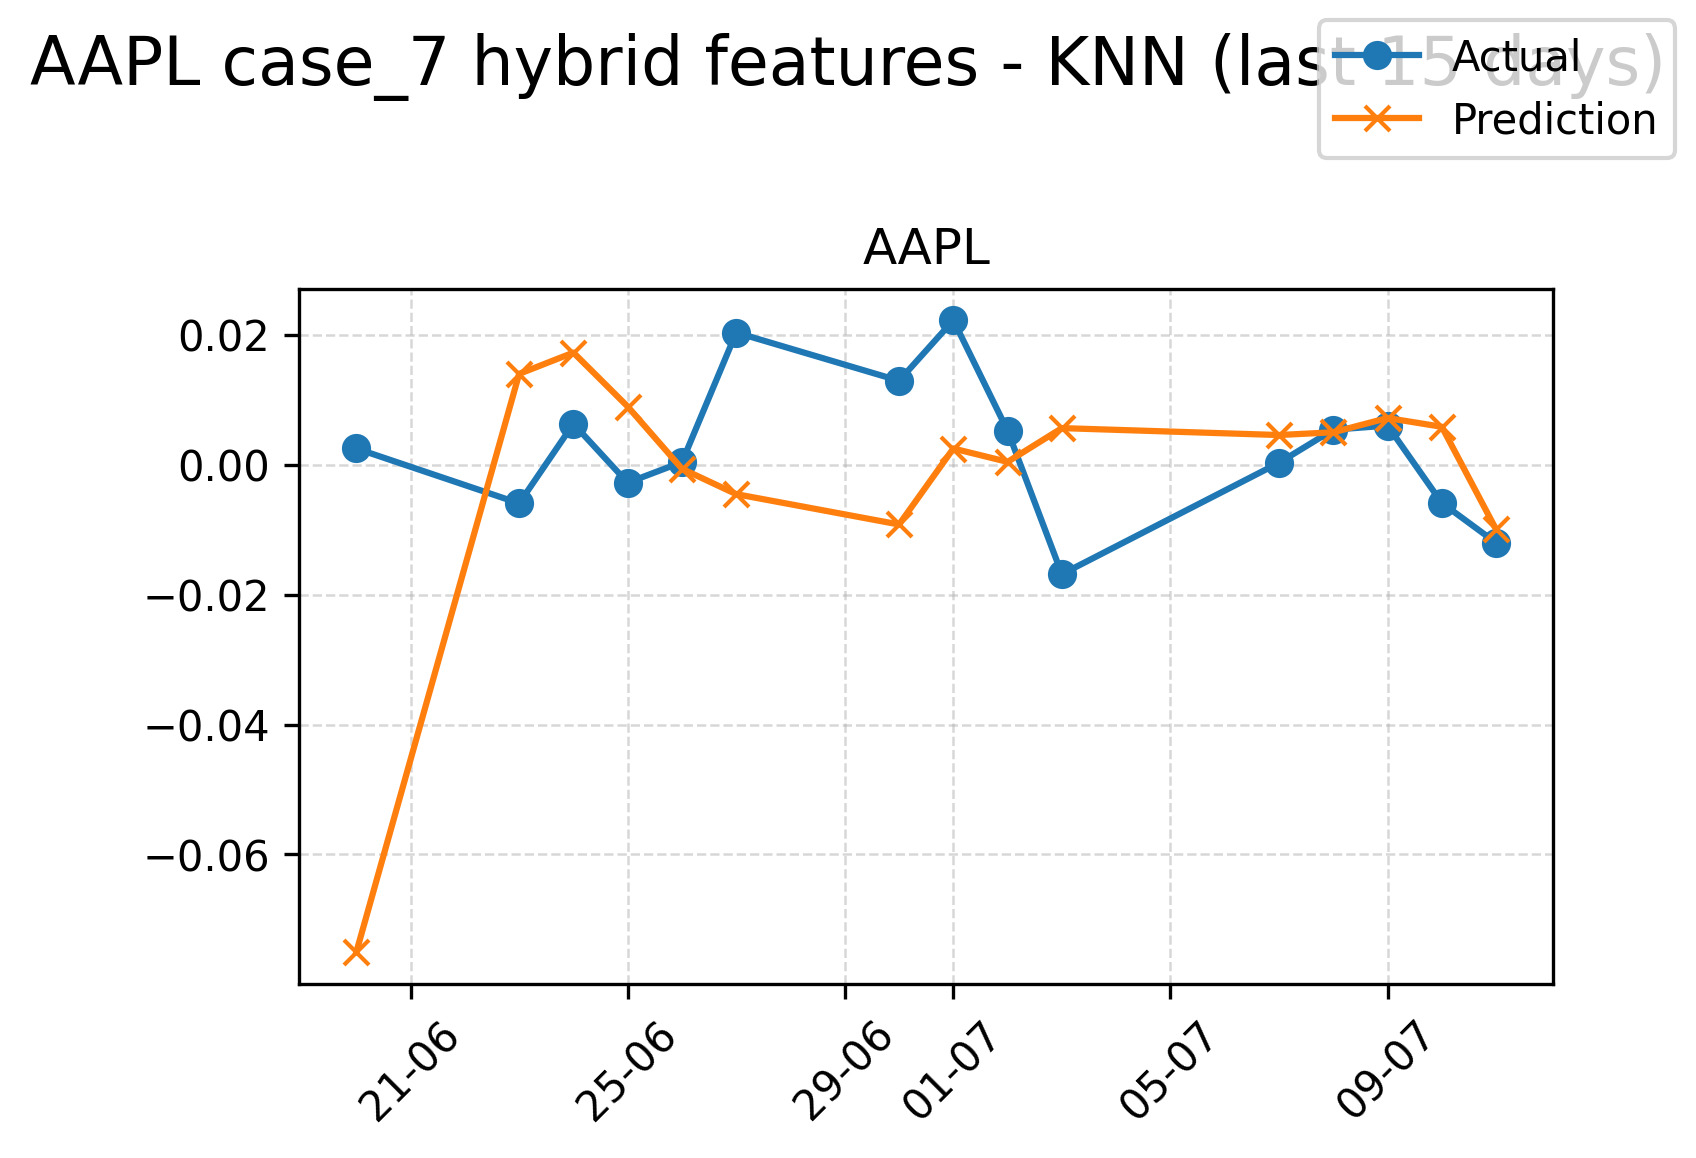 AAPL case_7 hybrid features - KNN (last 15 days)
Actual
Prediction
AAPL
0.02
0.00
−0.02
−0.04
−0.06
21-06
25-06
29-06
01-07
05-07
09-07